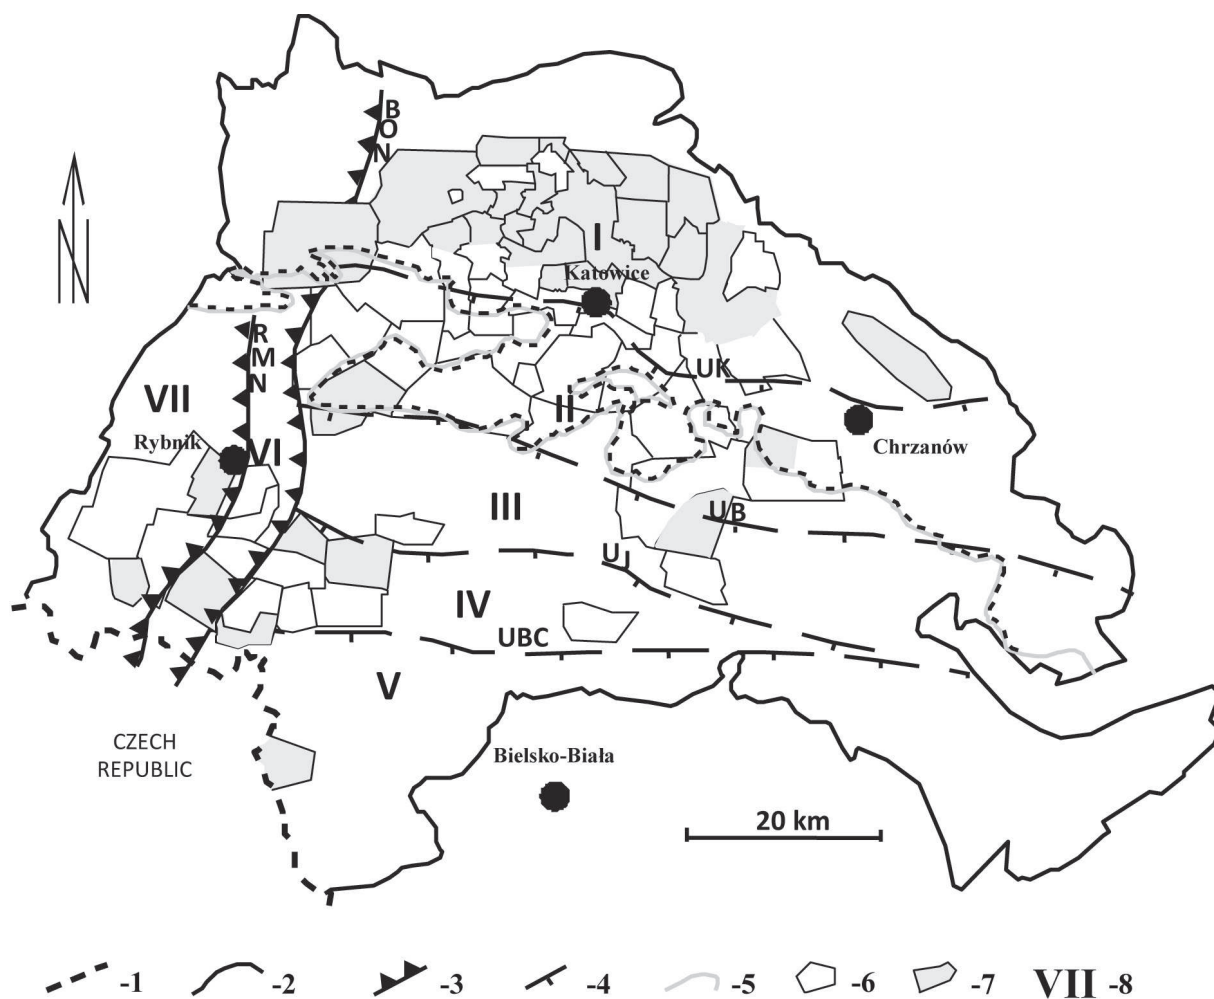 B
O
N
N
I
Katowice
R
M
N
UK
VII
II
Rybnik
VI
Chrzanów
III
UB
UJ
IV
UBC
V
CZECH
REPUBLIC
Bielsko-Biała
20 km
-1 -2 -3 -4 -5 -6 -7 VII -8